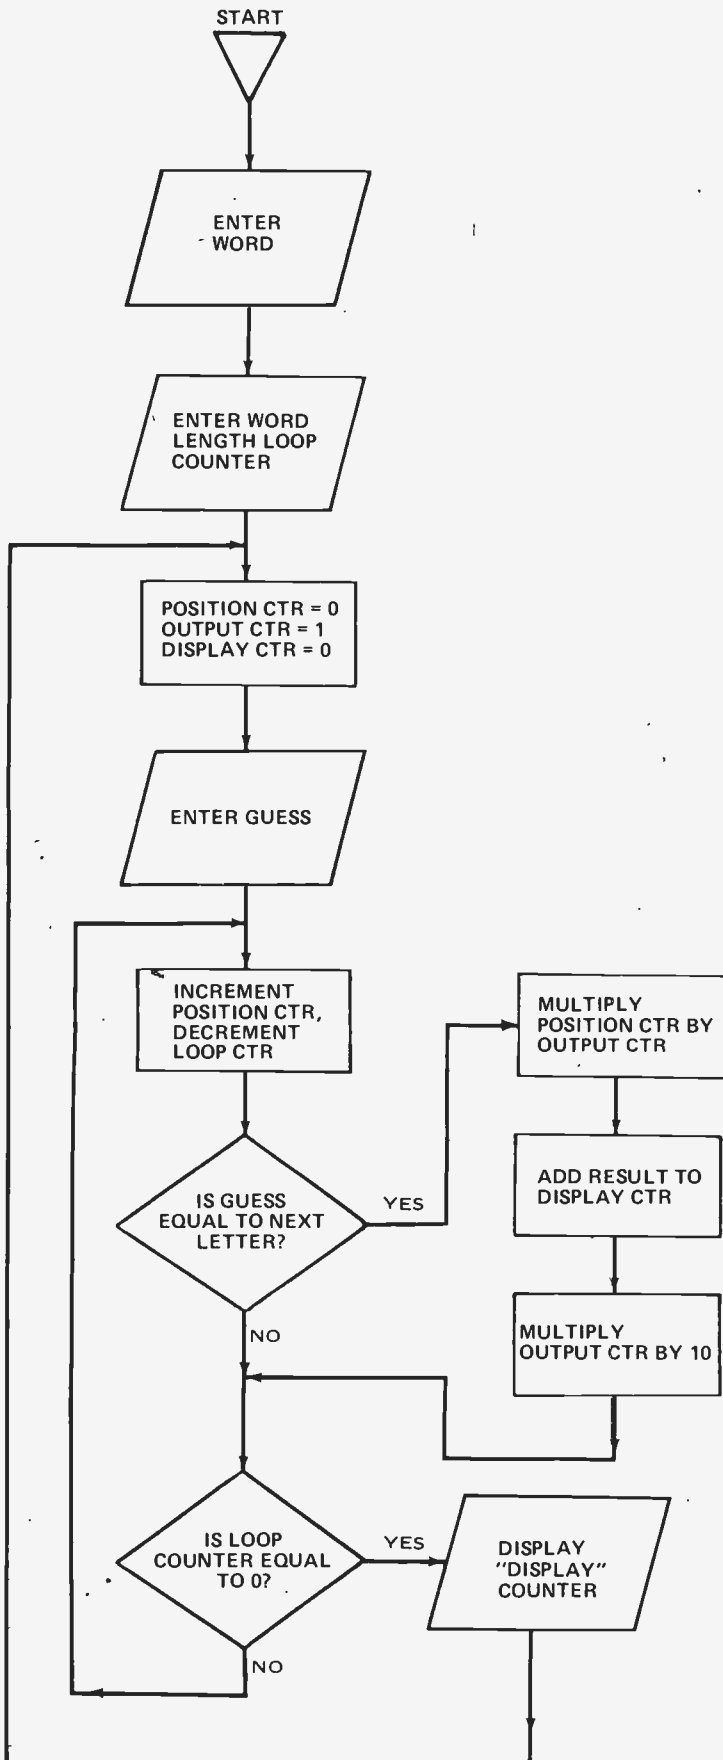 START
ENTER
WORD
ENTER WORD
LENGTH LOOP
COUNTER
POSITION CTR = 0
OUTPUT CTR = 1
DISPLAY CTR = 0
ENTER GUESS
INCREMENT
POSITION CTR,
DECREMENT
LOOP CTR
IS GUESS
EQUAL TO NEXT
LETTER?
YES
MULTIPLY
POSITION CTR BY
OUTPUT CTR
ADD RESULT TO
DISPLAY CTR
MULTIPLY
OUTPUT CTR BY 10
NO
IS LOOP
COUNTER EQUAL
TO 0?
YES
DISPLAY
"DISPLAY"
COUNTER
NO